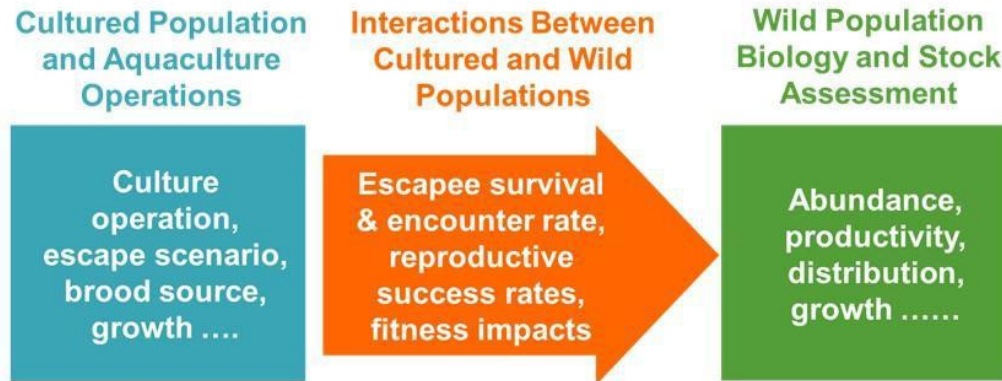 Cultured Population
and Aquaculture
Operations
Interactions Between
Cultured and Wild
Populations
Wild Population
Biology and Stock
Assessment
Culture
operation,
escape scenario,
brood source,
growth ....
Escapee survival
& encounter rate,
reproductive
success rates,
fitness impacts
Abundance,
productivity,
distribution,
growth ......